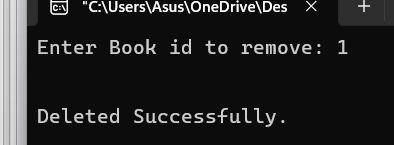 "C:\Users\Asus\OneDrive\Des
Enter Book id to remove: 1
Deleted Successfully.